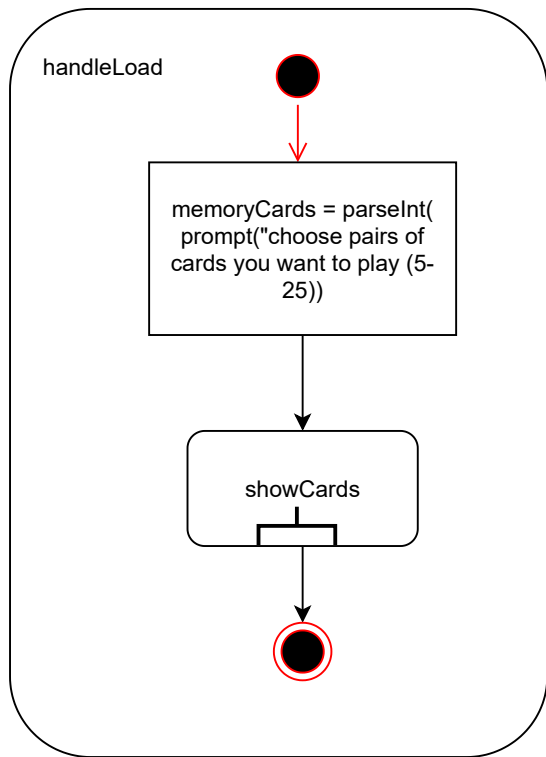 handleLoad
memoryCards = parseInt(
prompt("choose pairs of
cards you want to play (5-
25))
showCards